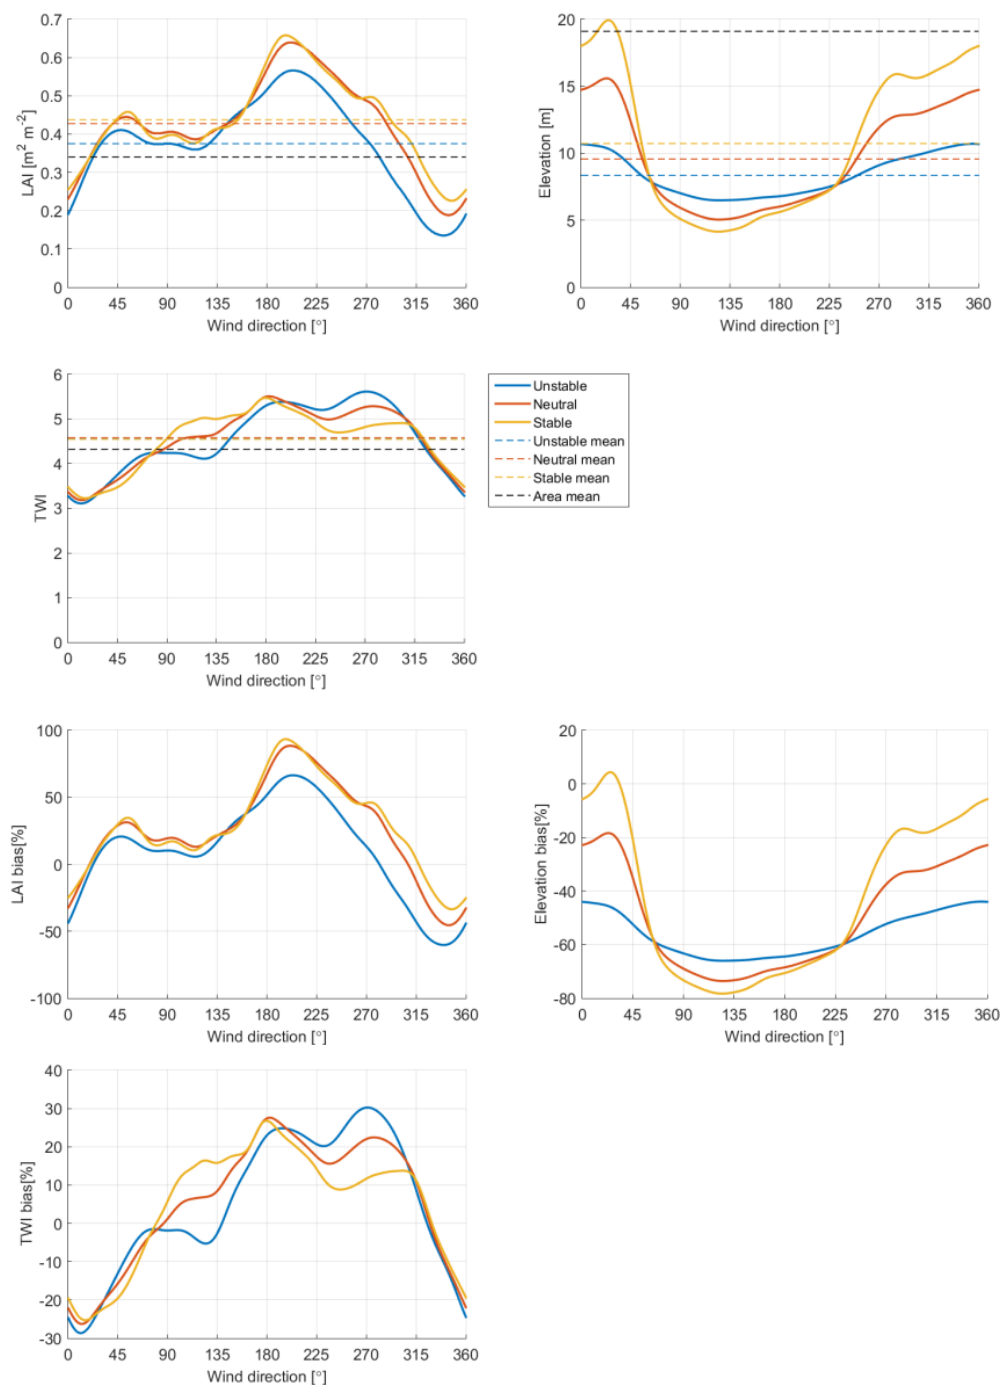 0.7
0.6
0.5
0.4
0.3
0.2
0.1
0
LAI [m² m⁻²]
0 45 90 135 180 225 270 315 360
Wind direction [°]
20
15
10
5
0
Elevation [m]
0 45 90 135 180 225 270 315 360
Wind direction [°]
6
5
4
3
2
1
0
TWI
0 45 90 135 180 225 270 315 360
Wind direction [°]
Unstable
Neutral
Stable
Unstable mean
Neutral mean
Stable mean
Area mean
100
50
0
-50
-100
LAI bias[%]
0 45 90 135 180 225 270 315 360
Wind direction [°]
20
0
-20
-40
-60
-80
Elevation bias[%]
0 45 90 135 180 225 270 315 360
Wind direction [°]
40
30
20
10
0
-10
-20
-30
TWI bias[%]
0 45 90 135 180 225 270 315 360
Wind direction [°]